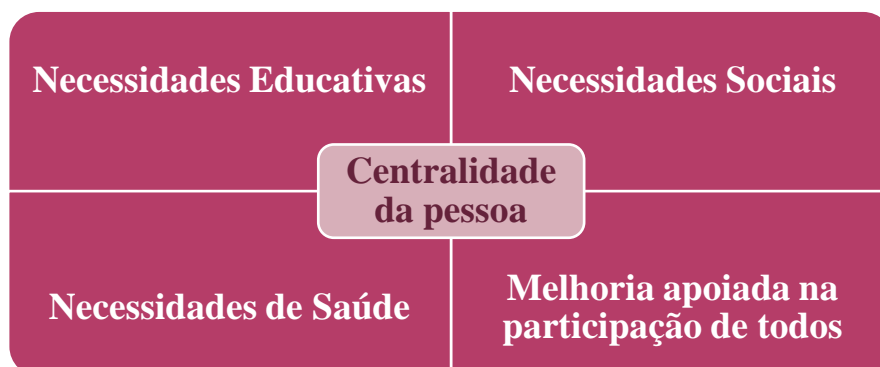 Necessidades Educativas
Necessidades Sociais
Centralidade
da pessoa
Necessidades de Saúde
Melhoria apoiada na
participação de todos